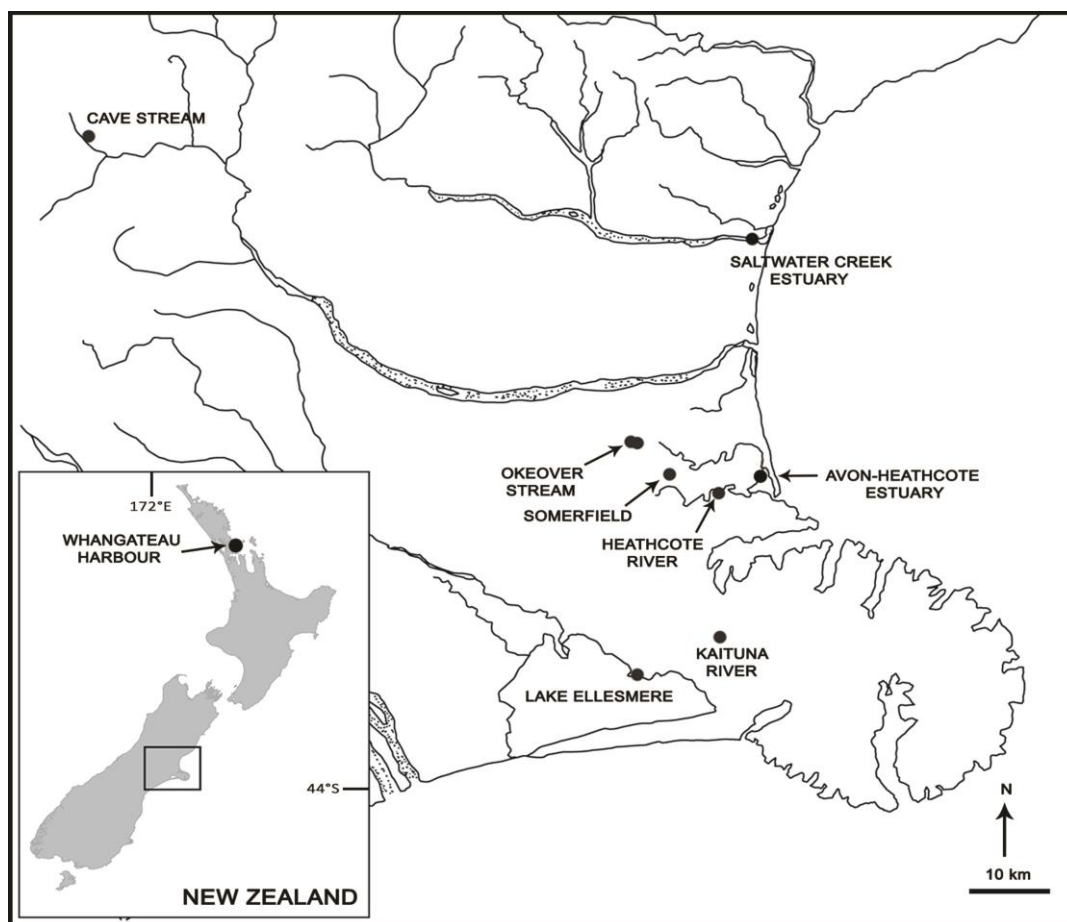 CAVE STREAM
SALTWATER CREEK
ESTUARY
OKEOVER
STREAM
AVON-HEATHCOTE
ESTUARY
SOMERFIELD
HEATHCOTE
RIVER
KAITUNA
RIVER
LAKE ELLESMERE
172°E
WHANGATEAU
HARBOUR
44°S
NEW ZEALAND
N
10 km